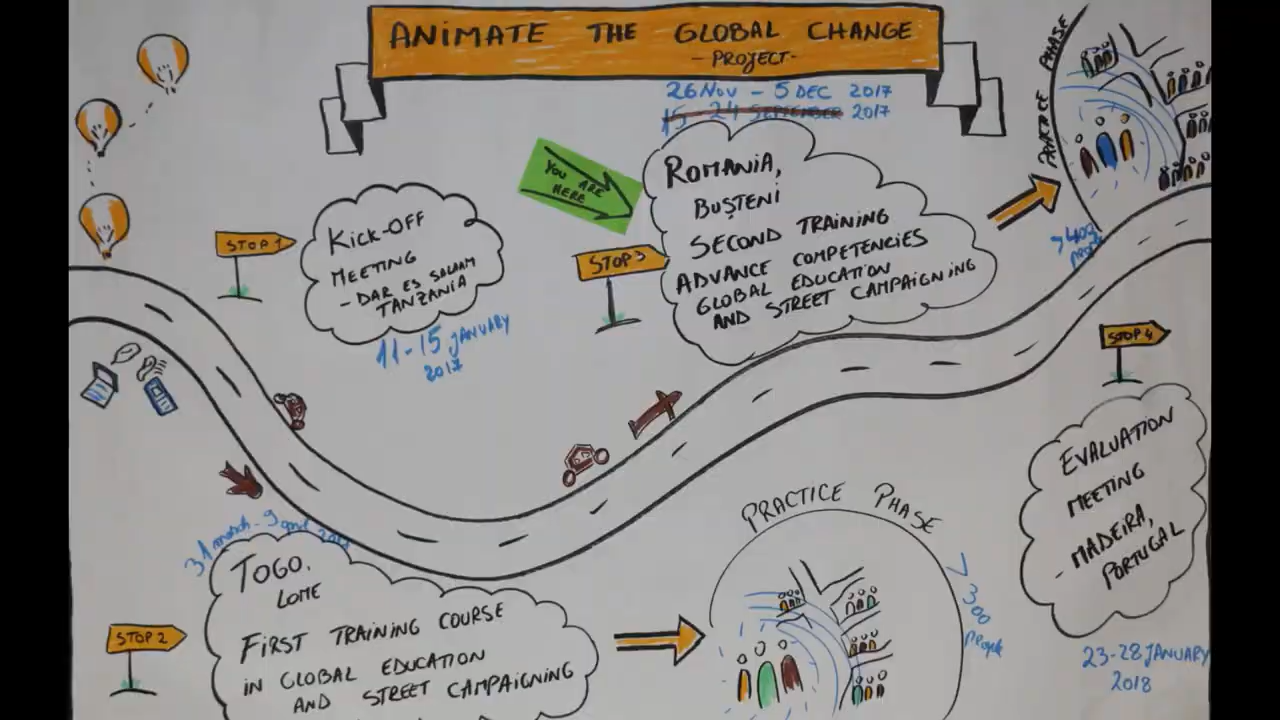 ANIMATE THE GLOBAL CHANGE
-PROJECT-
26 NOV - 5 DEC 2017
15 - 24 SEPTEMBER 2017
YOU ARE
HERE
STOP 1
KICK-OFF
MEETING
- DAR ES SALAAM
TANZANIA
11-15 JANUARY
2017
STOP 3
ROMANIA,
BUȘTENI
SECOND TRAINING
ADVANCE COMPETENCIES
GLOBAL EDUCATION
AND STREET CAMPAIGNING
PRACTICE PHASE
>400
people
STOP 4
EVALUATION
MEETING
MADEIRA,
PORTUGAL
23-28 JANUARY
2018
31 march - 9 april
STOP 2
TOGO,
LOME
FIRST TRAINING COURSE
IN GLOBAL EDUCATION
AND STREET CAMPAIGNING
PRACTICE PHASE
>300
people